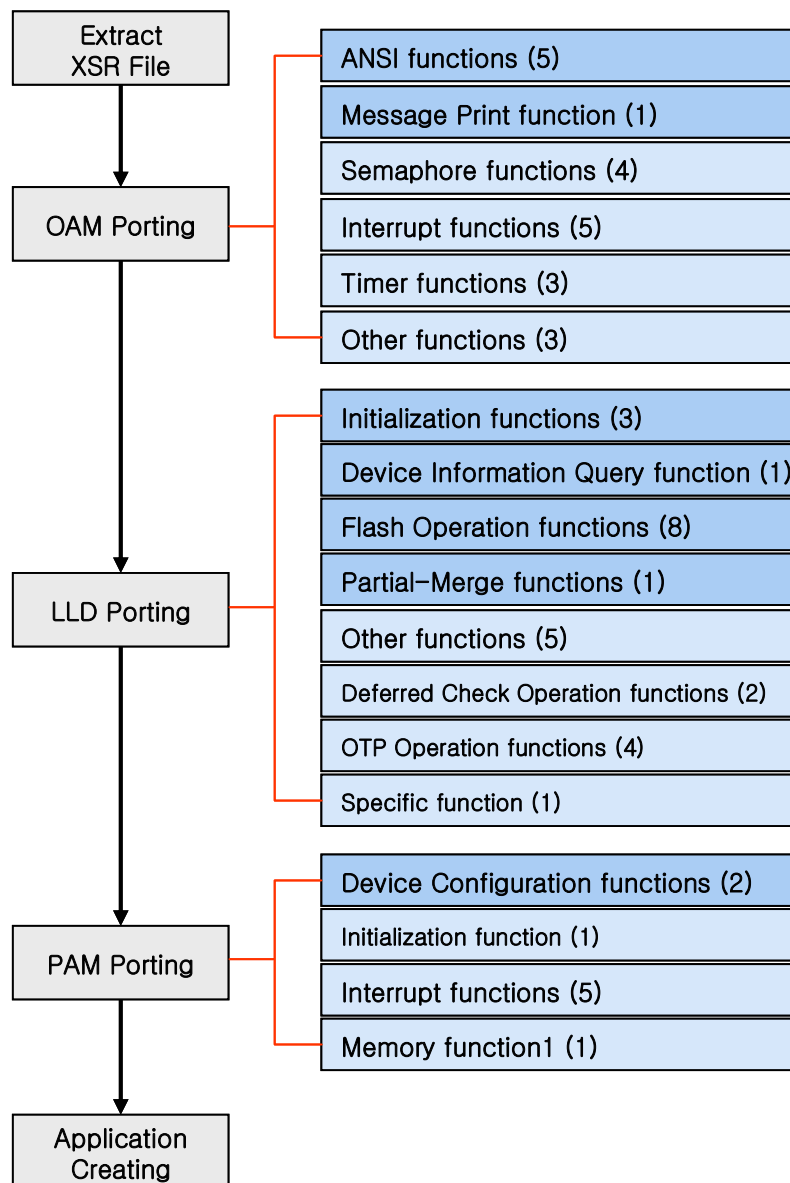 Extract
XSR File
OAM Porting
ANSI functions (5)
Message Print function (1)
Semaphore functions (4)
Interrupt functions (5)
Timer functions (3)
Other functions (3)
LLD Porting
Initialization functions (3)
Device Information Query function (1)
Flash Operation functions (8)
Partial-Merge functions (1)
Other functions (5)
Deferred Check Operation functions (2)
OTP Operation functions (4)
Specific function (1)
PAM Porting
Device Configuration functions (2)
Initialization function (1)
Interrupt functions (5)
Memory function1 (1)
Application
Creating